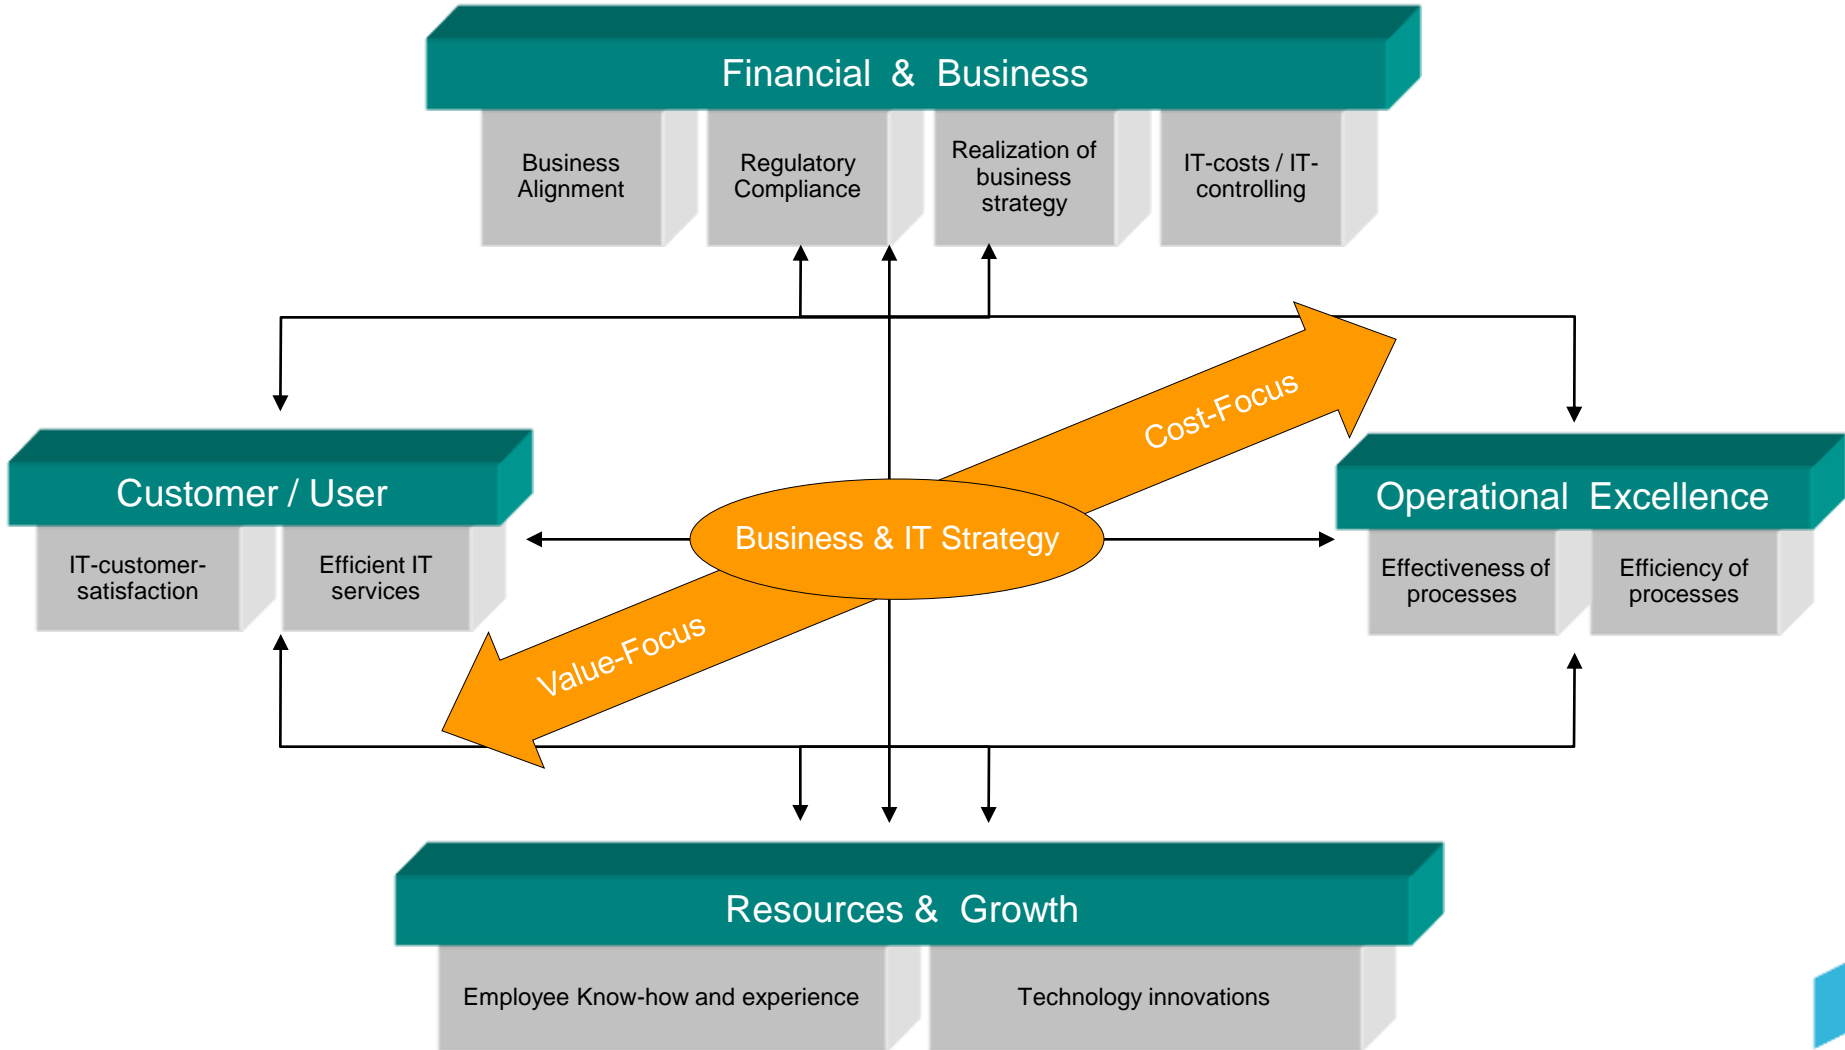 Financial & Business
Business
Alignment
Regulatory
Compliance
Realization of
business
strategy
IT-costs / IT-
controlling
Cost-Focus
Customer / User
IT-customer-
satisfaction
Efficient IT
services
Business & IT Strategy
Operational Excellence
Effectiveness of
processes
Efficiency of
processes
Value-Focus
Resources & Growth
Employee Know-how and experience
Technology innovations